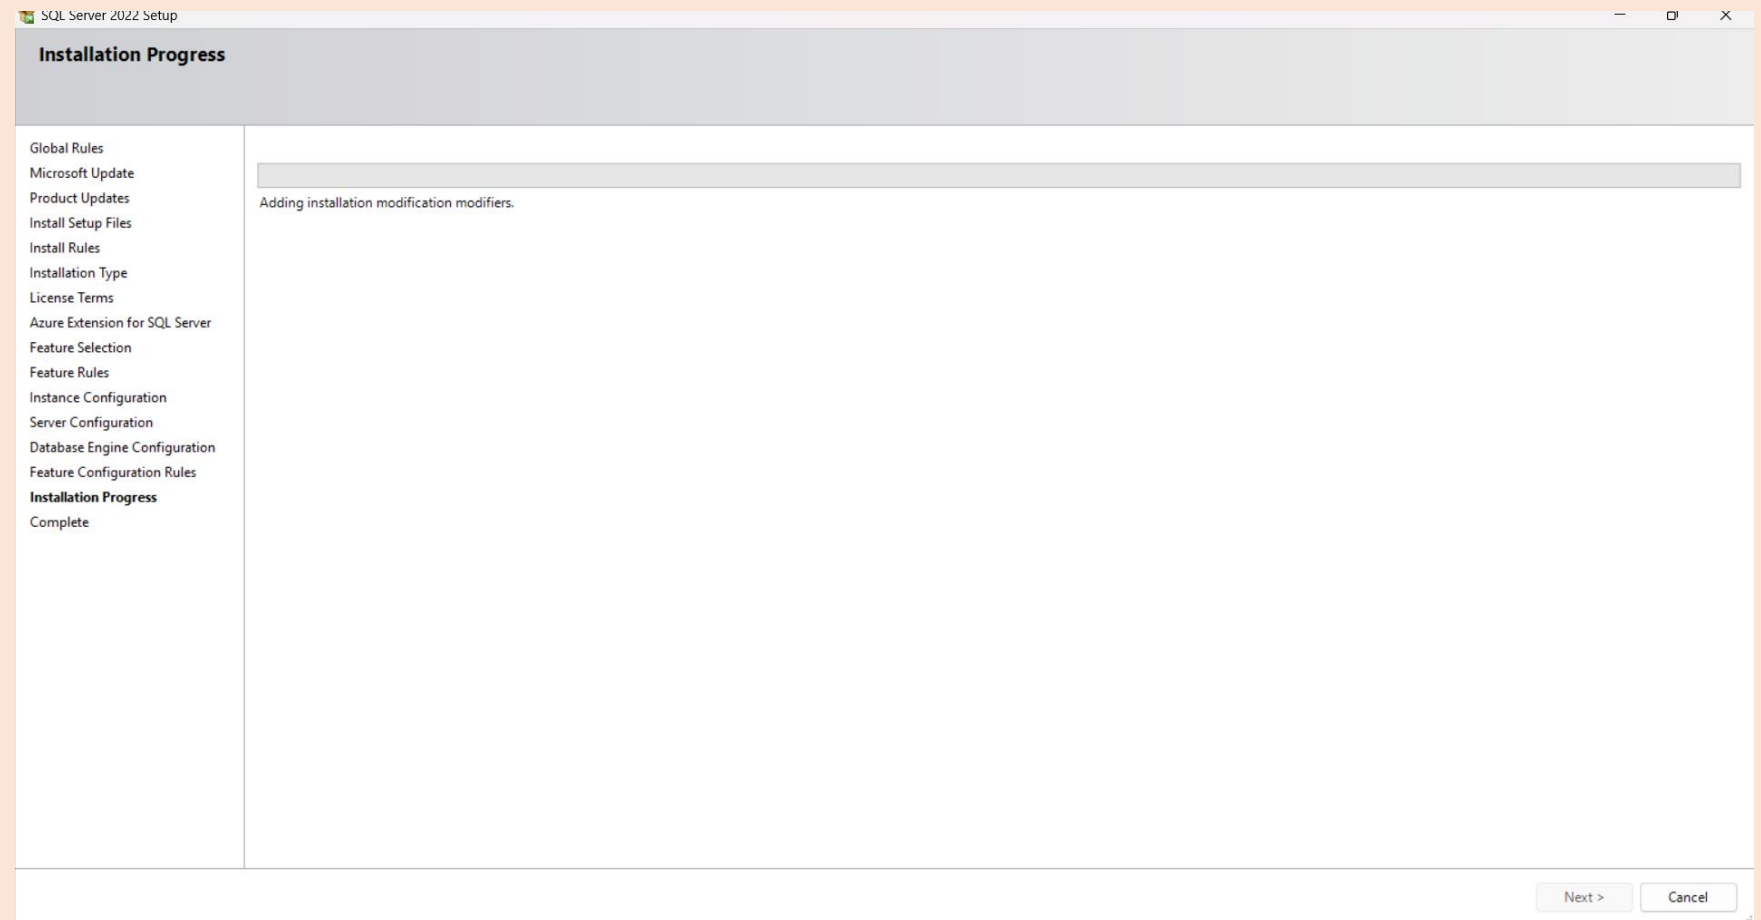 SQL Server 2022 Setup
Installation Progress
Global Rules
Microsoft Update
Product Updates
Install Setup Files
Install Rules
Installation Type
License Terms
Azure Extension for SQL Server
Feature Selection
Feature Rules
Instance Configuration
Server Configuration
Database Engine Configuration
Feature Configuration Rules
Installation Progress
Complete
Adding installation modification modifiers.
Next >
Cancel